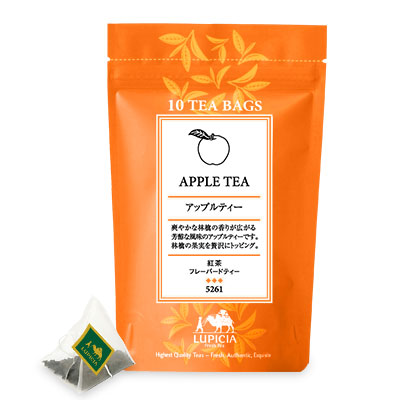 10 TEA BAGS
APPLE TEA
アップルティー
爽やかな林檎の香りが広がる
芳醇な風味のアップルティーです。
林檎の果実を贅沢にトッピング。
紅茶
フレーバードティー
5261
LUPICIA
FRESH TEA
Highest Quality Teas – Fresh, Authentic, Exquisite